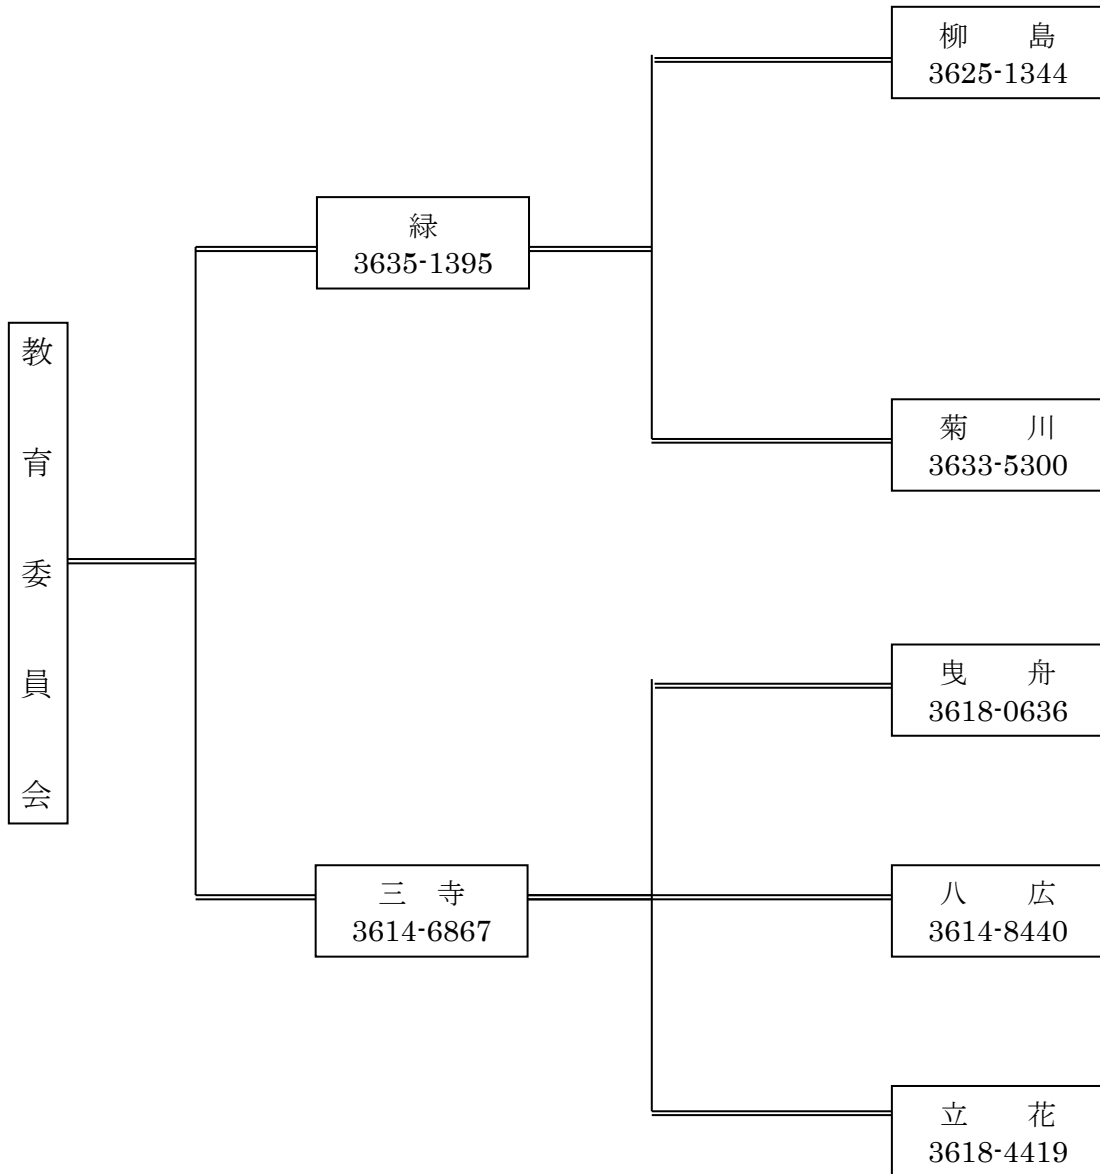 教育委員会
緑
3635-1395
三 寺
3614-6867
柳 島
3625-1344
菊 川
3633-5300
曳 舟
3618-0636
八 広
3614-8440
立 花
3618-4419